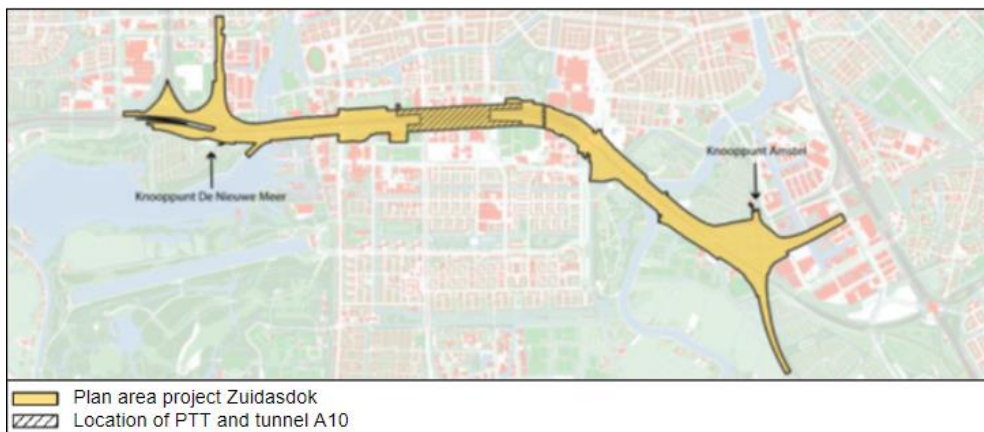 Knooppunt Amstel
Knooppunt De Nieuwe Meer
Plan area project Zuidasdok
Location of PTT and tunnel A10